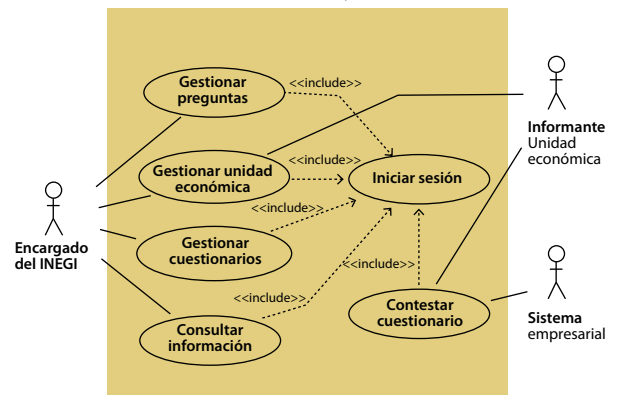 Gestionar
preguntas
<<include>>
Informante
Unidad
económica
Gestionar unidad
económica
<<include>>
Iniciar sesión
<<include>>
Encargado
del INEGI
Gestionar
cuestionarios
<<include>>
<<include>>
Contestar
cuestionario
Sistema
empresarial
Consultar
información